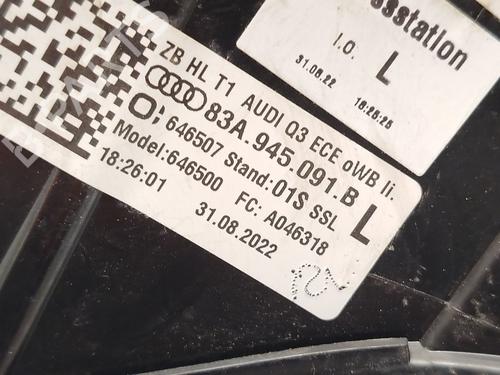 sstation
i.O. L
31.08.22 18:25:25
ZB HL T1 AUDI Q3 ECE oWB li.
83A.945.091.B
646507 Stand:01S SSL L
Model:646500 FC: A046318
18:26:01 31.08.2022